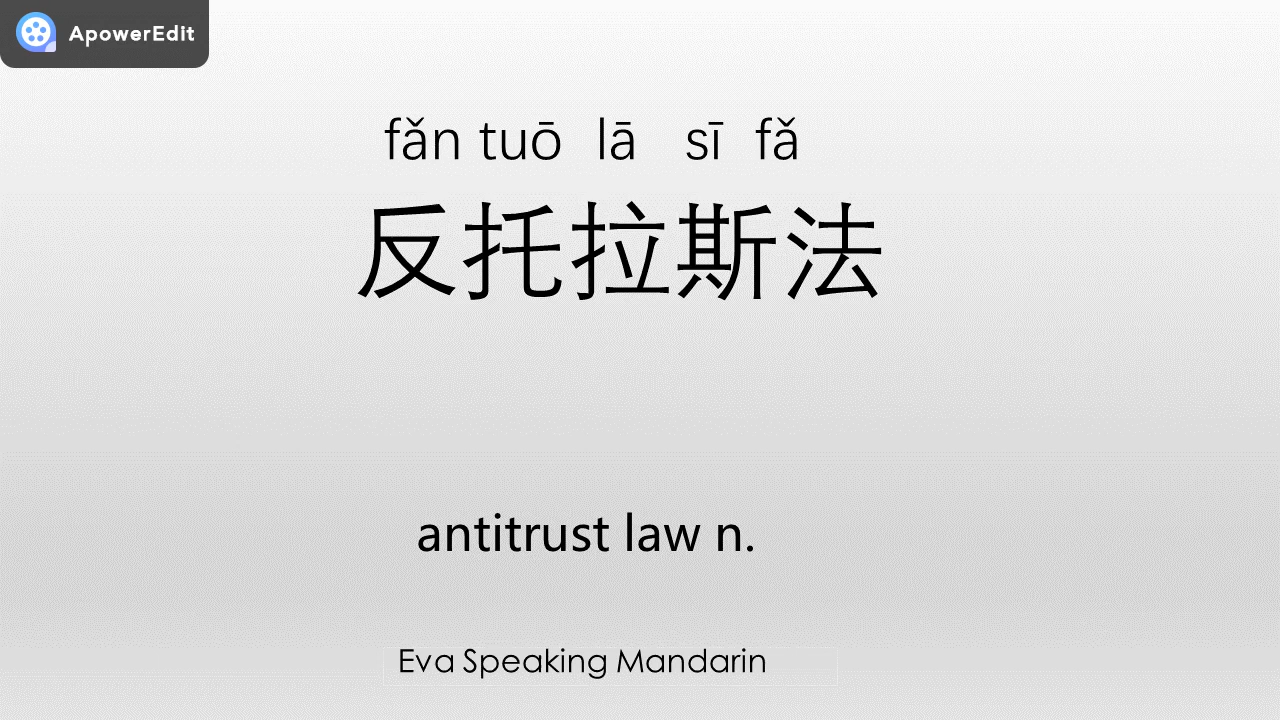 ApowerEdit
fǎn tuō lā sī fǎ
反托拉斯法
antitrust law n.
Eva Speaking Mandarin